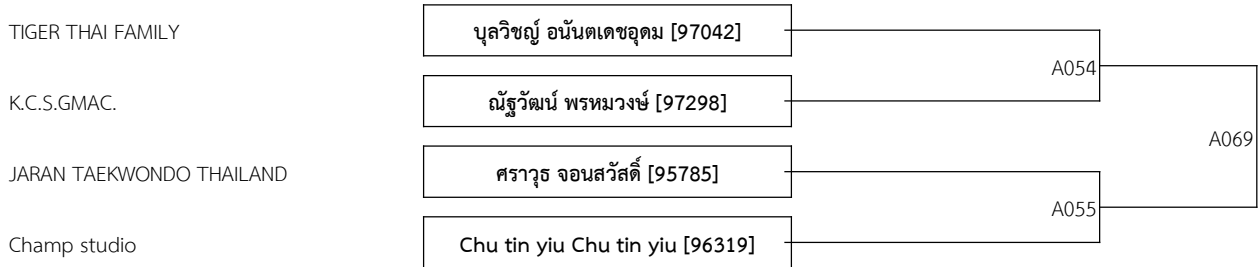 TIGER THAI FAMILY บุลวิชญ์ อนันตเดชอุดม [97042]
A054
K.C.S.GMAC. ณัฐวัฒน์ พรหมวงษ์ [97298]
A069
JARAN TAEKWONDO THAILAND ศราวุธ จอนสวัสดิ์ [95785]
A055
Champ studio Chu tin yiu Chu tin yiu [96319]